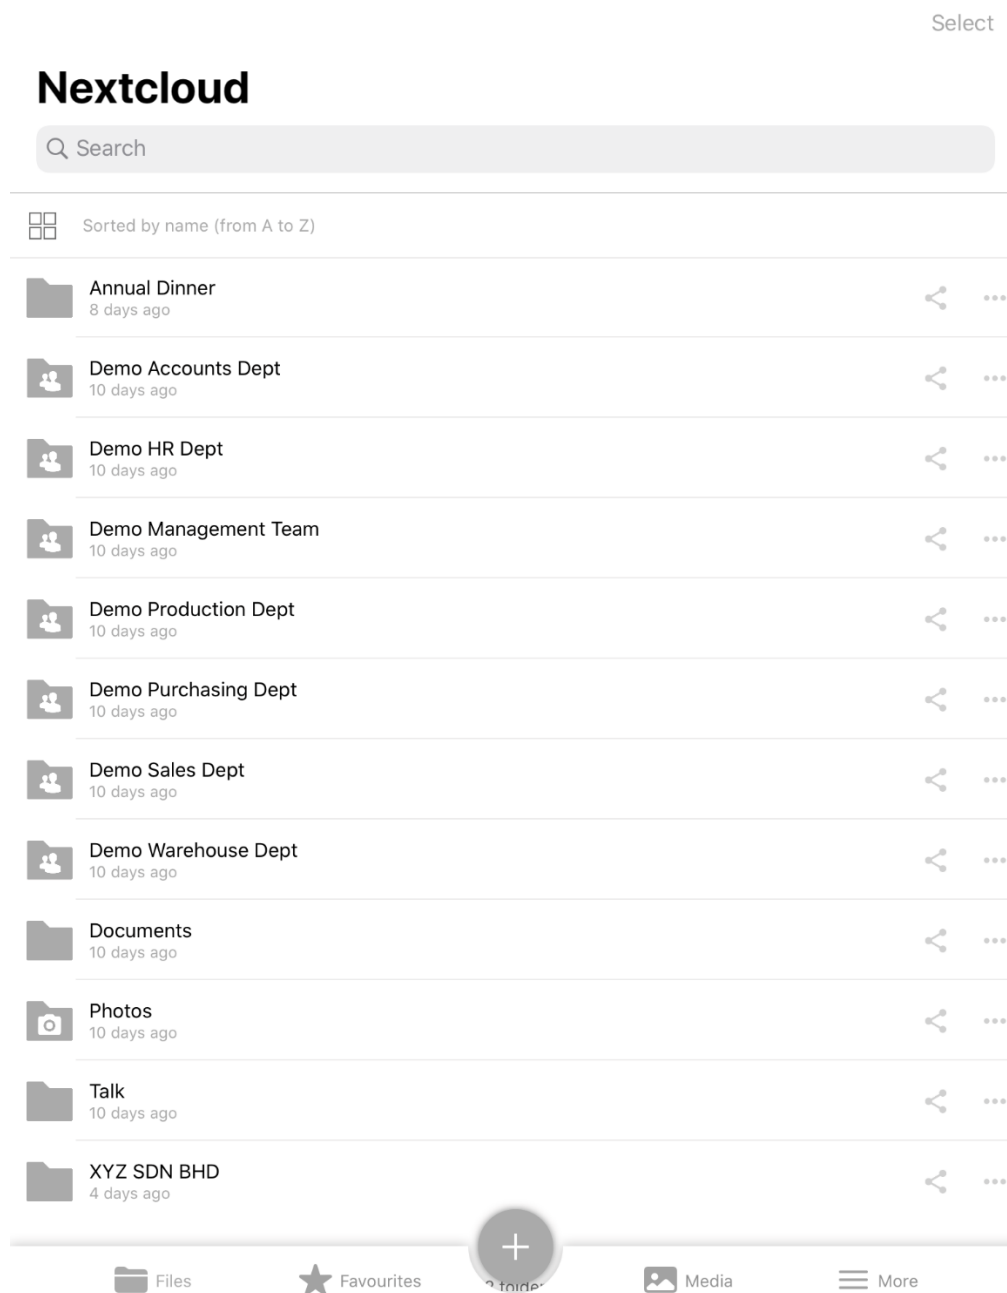 Select
Nextcloud
Search
Sorted by name (from A to Z)
Annual Dinner
8 days ago
Demo Accounts Dept
10 days ago
Demo HR Dept
10 days ago
Demo Management Team
10 days ago
Demo Production Dept
10 days ago
Demo Purchasing Dept
10 days ago
Demo Sales Dept
10 days ago
Demo Warehouse Dept
10 days ago
Documents
10 days ago
Photos
10 days ago
Talk
10 days ago
XYZ SDN BHD
4 days ago
Files Favourites Media More